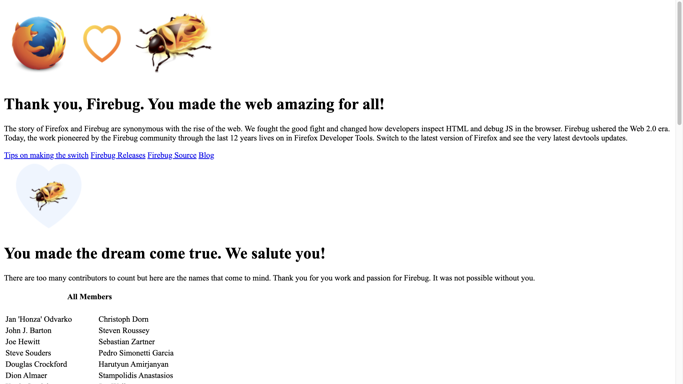 Thank you, Firebug. You made the web amazing for all!
The story of Firefox and Firebug are synonymous with the rise of the web. We fought the good fight and changed how developers inspect HTML and debug JS in the browser. Firebug ushered the Web 2.0 era.
Today, the work pioneered by the Firebug community through the last 12 years lives on in Firefox Developer Tools. Switch to the latest version of Firefox and see the very latest devtools updates.
Tips on making the switch Firebug Releases Firebug Source Blog
You made the dream come true. We salute you!
There are too many contributors to count but here are the names that come to mind. Thank you for you work and passion for Firebug. It was not possible without you.
All Members
Jan 'Honza' Odvarko Christoph Dorn
John J. Barton Steven Roussey
Joe Hewitt Sebastian Zartner
Steve Souders Pedro Simonetti Garcia
Douglas Crockford Harutyun Amirjanyan
Dion Almaer Stampolidis Anastasios